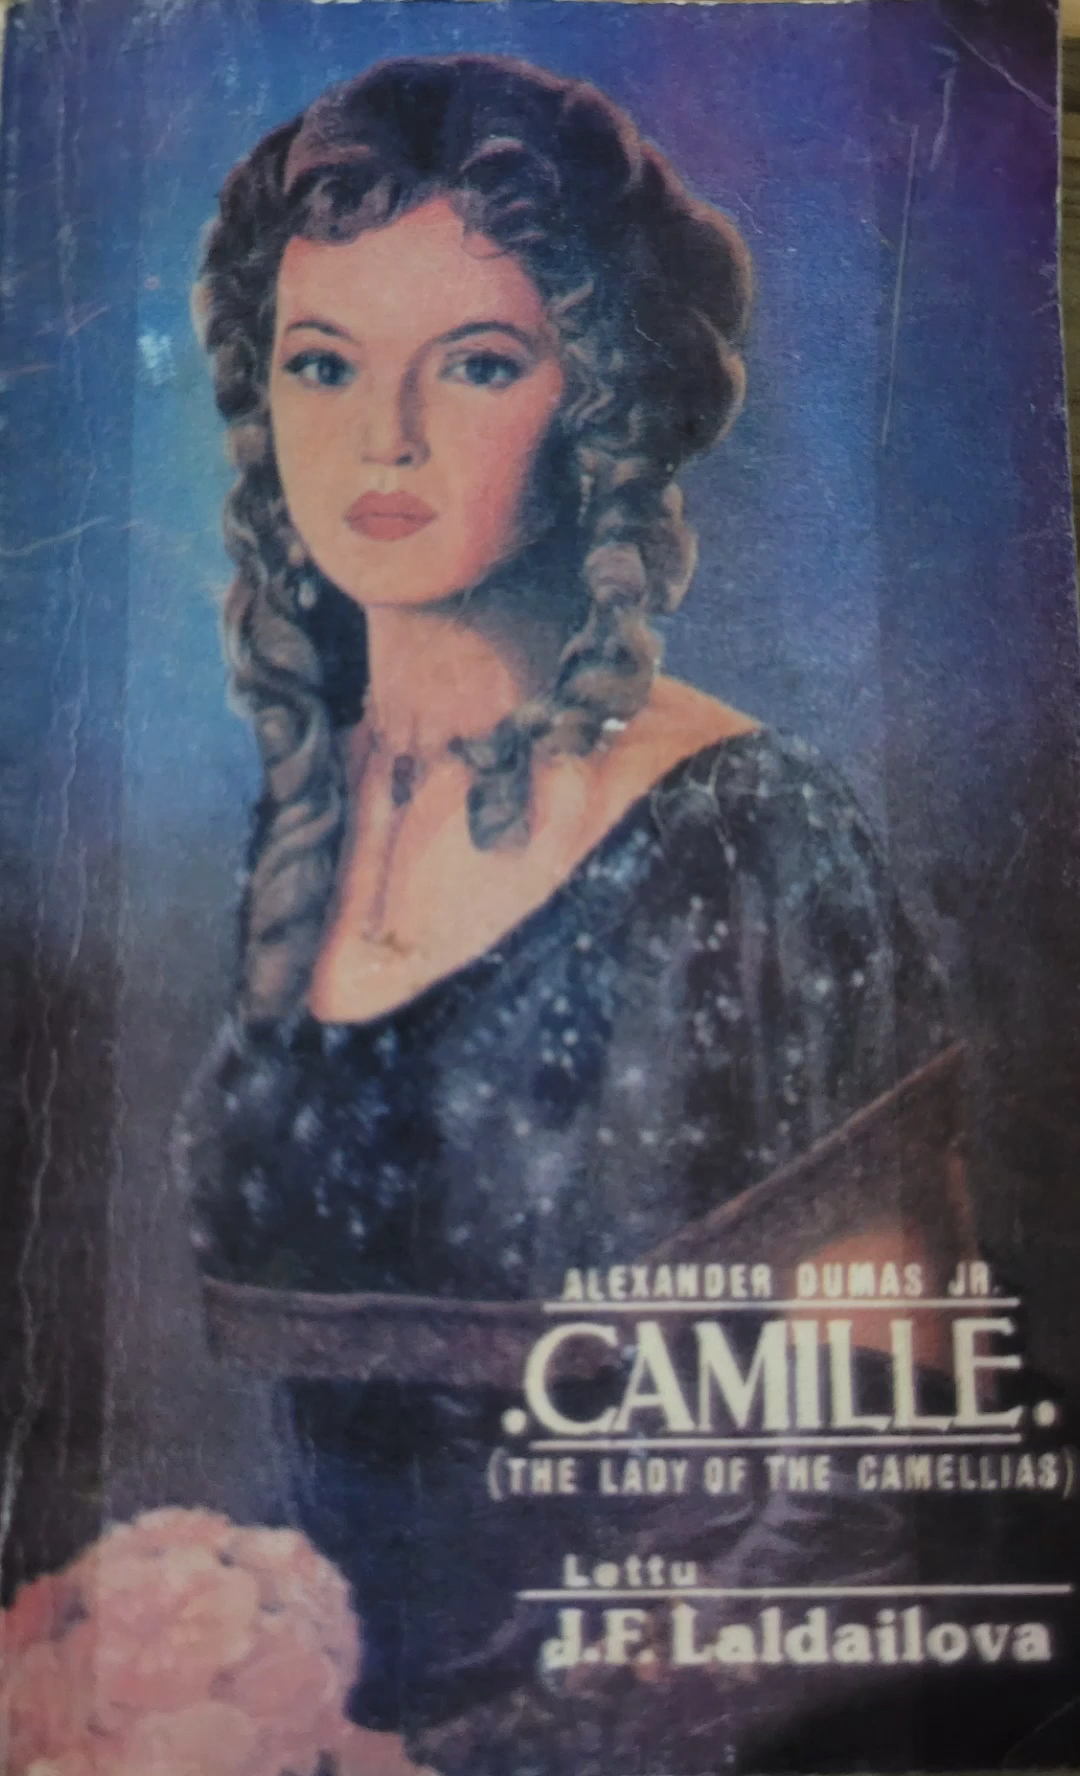 ALEXANDER DUMAS JR.
.CAMILLE.
(THE LADY OF THE CAMELLIAS)
Lettu
J.F. Laldailova